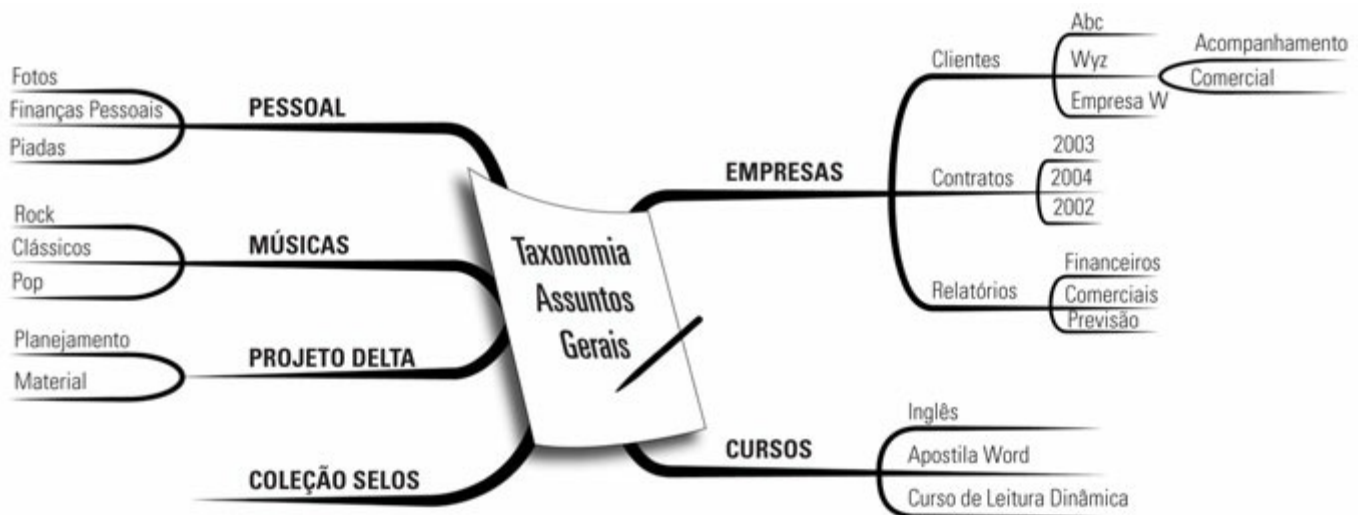 Taxonomia
Assuntos
Gerais
PESSOAL
Fotos
Finanças Pessoais
Piadas
MÚSICAS
Rock
Clássicos
Pop
PROJETO DELTA
Planejamento
Material
COLEÇÃO SELOS
EMPRESAS
Clientes
Abc
Wyz
Acompanhamento
Comercial
Empresa W
Contratos
2003
2004
2002
Relatórios
Financeiros
Comerciais
Previsão
CURSOS
Inglês
Apostila Word
Curso de Leitura Dinâmica